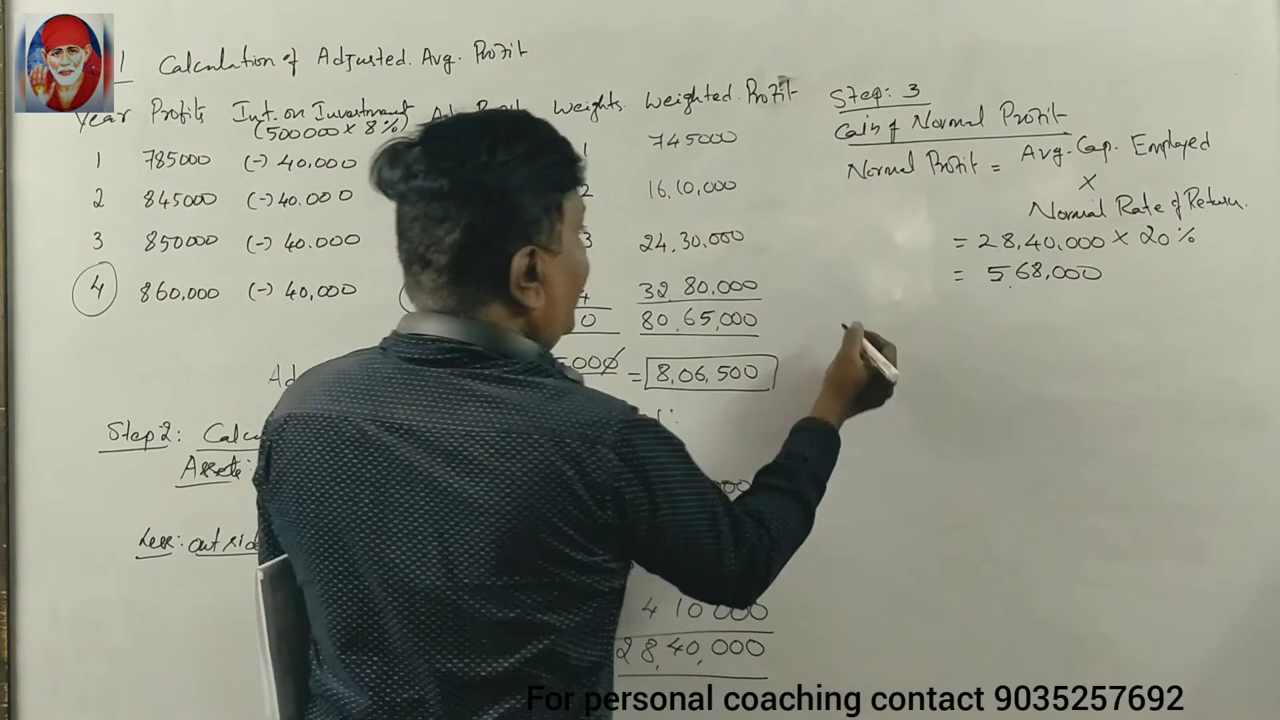 1 Calculation of Adjusted. Avg. Profit
Year Profits Int. on Investment Weights. Weighted. Profit
(500000 X 8%)
1 785000 (-) 40,000 1 745000
2 845000 (-) 40.000 2 16,10,000
3 850000 (-) 40.000 3 24,30,000
4 860,000 (-) 40,000 4 32,80,000
0 80,65,000
= 8,06,500
Step 2:
Assets:
Less: outside
410000
28,40,000
Step: 3
Caln of Normal Profit
Normal Profit = Avg. Cap. Employed
X
Normal Rate of Return.
= 28,40,000 X 20%
= 5,68,000
For personal coaching contact 9035257692